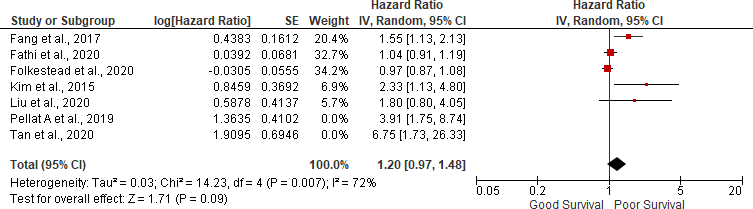 Hazard Ratio Hazard Ratio
Study or Subgroup log[Hazard Ratio] SE Weight IV, Random, 95% CI IV, Random, 95% CI
Fang et al., 2017 0.4383 0.1612 20.4% 1.55 [1.13, 2.13]
Fathi et al., 2020 0.0392 0.0681 32.7% 1.04 [0.91, 1.19]
Folkestead et al., 2020 -0.0305 0.0555 34.2% 0.97 [0.87, 1.08]
Kim et al., 2015 0.8459 0.3692 6.9% 2.33 [1.13, 4.80]
Liu et al., 2020 0.5878 0.4137 5.8% 1.80 [0.80, 4.05]
Pellat A et al., 2019 1.3635 0.4102 0.0% 3.91 [1.75, 8.74]
Tan et al., 2020 1.9095 0.6946 0.0% 6.75 [1.73, 26.33]
Total (95% CI) 100.0% 1.20 [0.97, 1.48]
Heterogeneity: Tau² = 0.03; Chi² = 14.23, df = 4 (P = 0.007); I² = 72%
Test for overall effect: Z = 1.71 (P = 0.09)
0.05 0.2 1 5 20
Good Survival Poor Survival